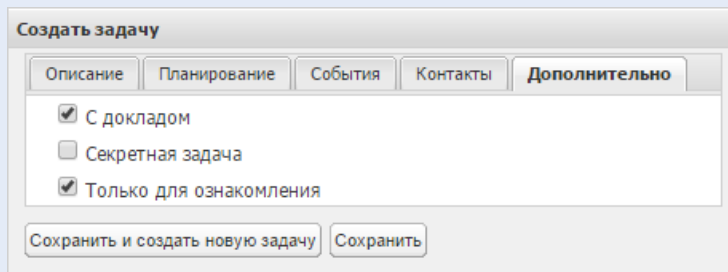 Создать задачу
Описание Планирование События Контакты Дополнительно
С докладом
Секретная задача
Только для ознакомления
Сохранить и создать новую задачу Сохранить